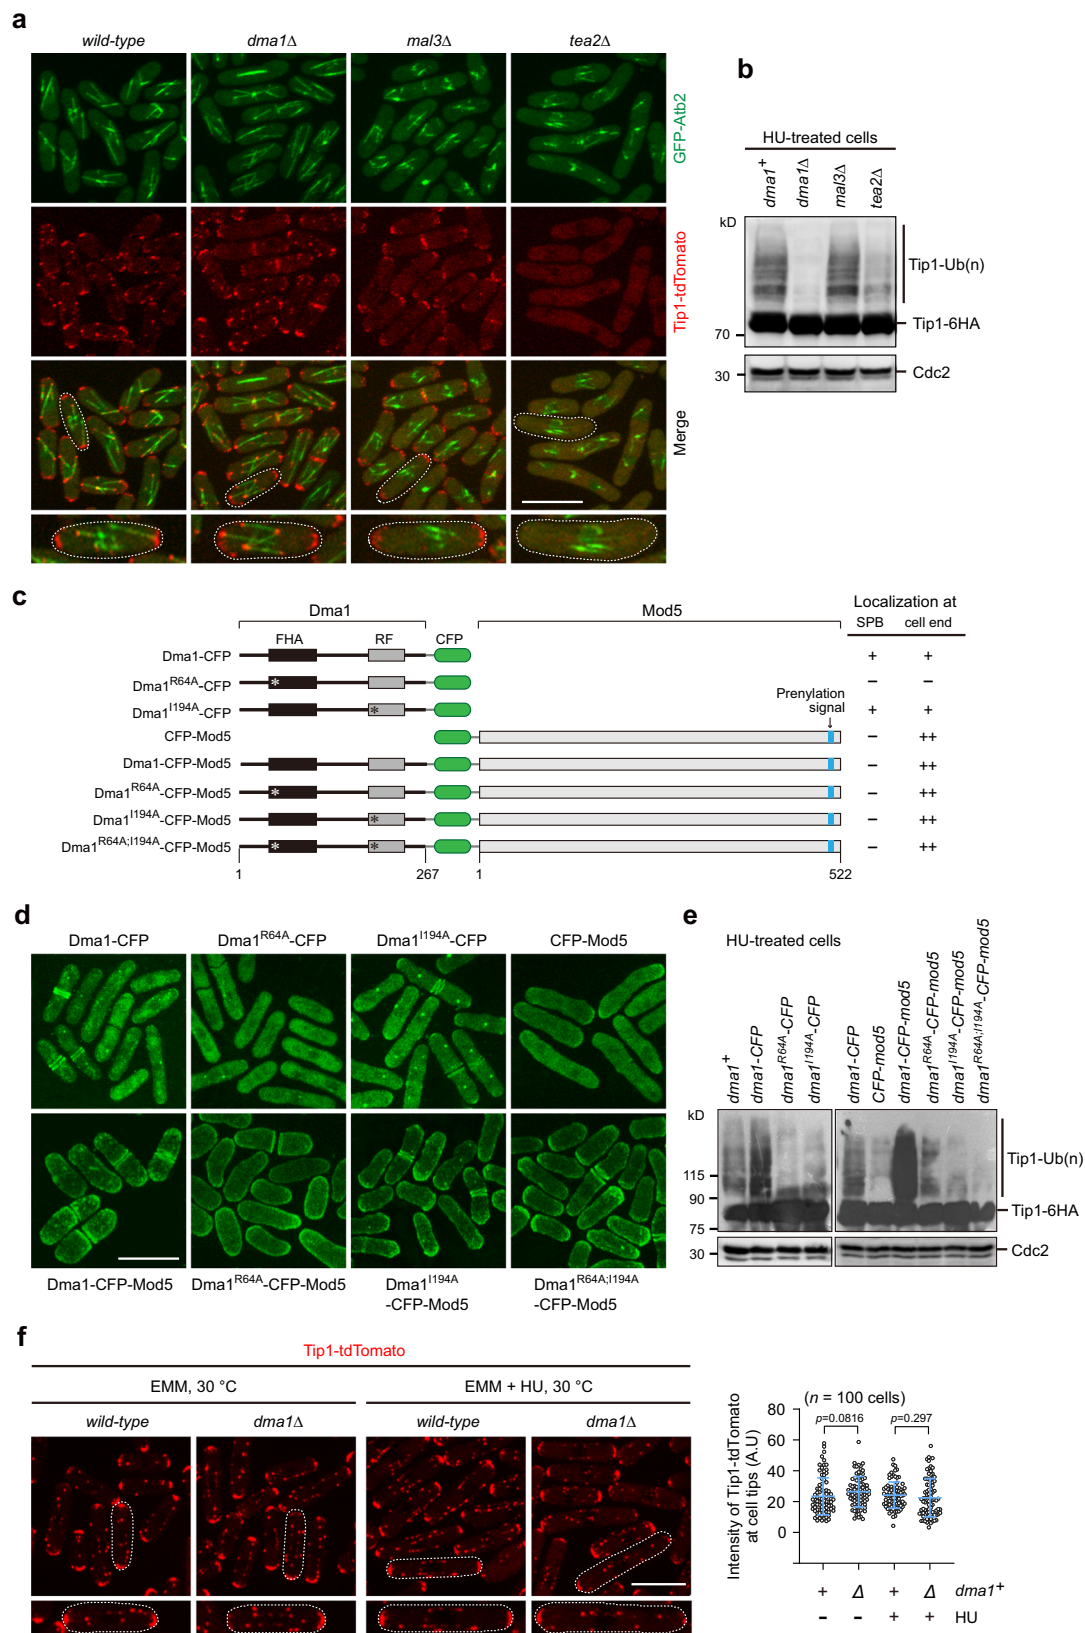 a
wild-type dma1Δ mal3Δ tea2Δ
GFP-Atb2
Tip1-tdTomato
Merge
b
HU-treated cells
dma1+ dma1Δ mal3Δ tea2Δ
kD
Tip1-Ub(n)
70
Tip1-6HA
30
Cdc2
c
Dma1 Mod5 Localization at
FHA RF CFP SPB cell end
Dma1-CFP + +
Dma1R64A-CFP – –
Dma1I194A-CFP + +
Prenylation
signal
CFP-Mod5 – ++
Dma1-CFP-Mod5 – ++
Dma1R64A-CFP-Mod5 – ++
Dma1I194A-CFP-Mod5 – ++
Dma1R64A;I194A-CFP-Mod5 – ++
* * * * * *
1 267 1 522
d
Dma1-CFP Dma1R64A-CFP Dma1I194A-CFP CFP-Mod5
Dma1-CFP-Mod5 Dma1R64A-CFP-Mod5 Dma1I194A
-CFP-Mod5 Dma1R64A;I194A
-CFP-Mod5
e
HU-treated cells
dma1+ dma1-CFP dma1R64A-CFP dma1I194A-CFP dma1-CFP CFP-mod5 dma1-CFP-mod5 dma1R64A-CFP-mod5 dma1I194A-CFP-mod5 dma1R64A;I194A-CFP-mod5
kD
Tip1-Ub(n)
115
90
Tip1-6HA
75
30
Cdc2
f
Tip1-tdTomato
EMM, 30 °C EMM + HU, 30 °C
wild-type dma1Δ wild-type dma1Δ
(n = 100 cells)
p=0.0816 p=0.297
Intensity of Tip1-tdTomato
at cell tips (A.U)
80
60
40
20
0
+ Δ + Δ dma1+
– – + + HU